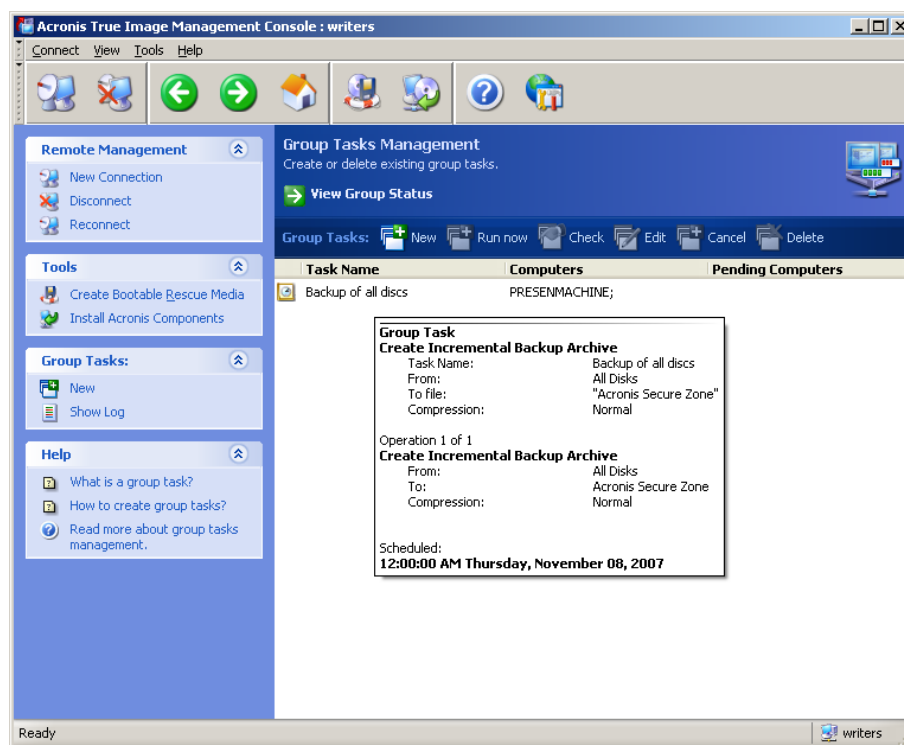 Acronis True Image Management Console : writers
Connect View Tools Help
Remote Management
New Connection
Disconnect
Reconnect
Tools
Create Bootable Rescue Media
Install Acronis Components
Group Tasks:
New
Show Log
Help
What is a group task?
How to create group tasks?
Read more about group tasks
management.
Group Tasks Management
Create or delete existing group tasks.
View Group Status
Group Tasks: New Run now Check Edit Cancel Delete
Task Name Computers Pending Computers
Backup of all discs PRESENMACHINE;
Group Task
Create Incremental Backup Archive
Task Name: Backup of all discs
From: All Disks
To file: "Acronis Secure Zone"
Compression: Normal
Operation 1 of 1
Create Incremental Backup Archive
From: All Disks
To: Acronis Secure Zone
Compression: Normal
Scheduled:
12:00:00 AM Thursday, November 08, 2007
Ready writers